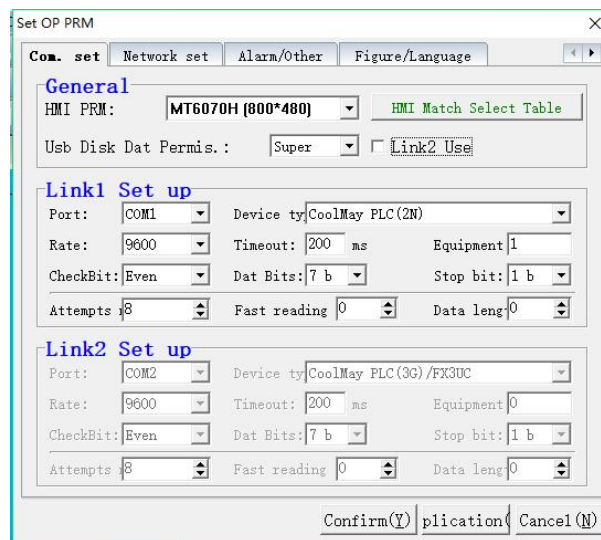 Set OP PRM
Com. set Network set Alarm/Other Figure/Language
General
HMI PRM: MT6070H (800*480) HMI Match Select Table
Usb Disk Dat Permis.: Super Link2 Use
Link1 Set up
Port: COM1 Device ty CoolMay PLC(2N)
Rate: 9600 Timeout: 200 ms Equipment 1
CheckBit: Even Dat Bits: 7 b Stop bit: 1 b
Attempts 8 Fast reading 0 Data leng 0
Link2 Set up
Port: COM2 Device ty CoolMay PLC(3G)/FX3UC
Rate: 9600 Timeout: 200 ms Equipment 0
CheckBit: Even Dat Bits: 7 b Stop bit: 1 b
Attempts 8 Fast reading 0 Data leng 0
Confirm(Y) plication( Cancel(N)